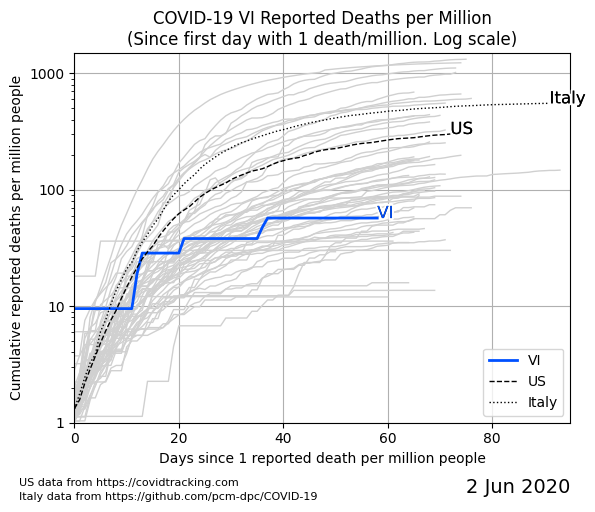 COVID-19 VI Reported Deaths per Million
(Since first day with 1 death/million. Log scale)
Cumulative reported deaths per million people
1000
100
10
1
Italy
US
VI
VI
US
Italy
0 20 40 60 80
Days since 1 reported death per million people
US data from https://covidtracking.com
Italy data from https://github.com/pcm-dpc/COVID-19
2 Jun 2020